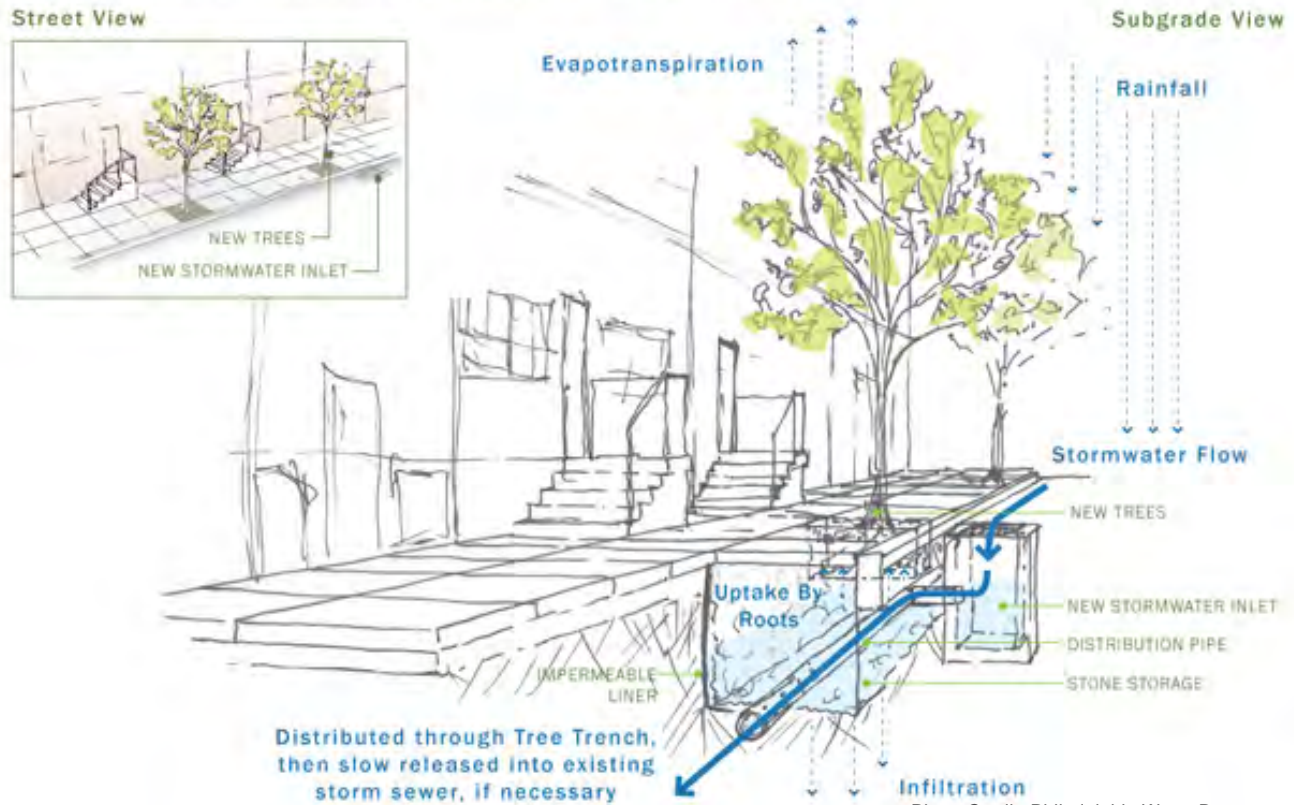 Street View
NEW TREES
NEW STORMWATER INLET
Subgrade View
Evapotranspiration
Rainfall
Stormwater Flow
NEW TREES
Uptake By
Roots
NEW STORMWATER INLET
DISTRIBUTION PIPE
STONE STORAGE
IMPERMEABLE
LINER
Distributed through Tree Trench,
then slow released into existing
storm sewer, if necessary
Infiltration